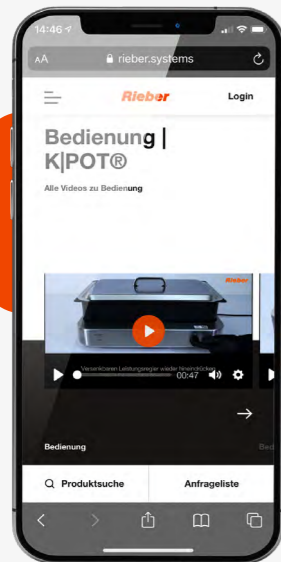 14:46
AA rieber.systems
Rieber Login
Bedienung |
K|POT®
Alle Videos zu Bedienung
Rieber
Versenkbaren Leistungsregler wieder hineindrücken
00:47
Bedienung
Bed
Produktsuche Anfrageliste